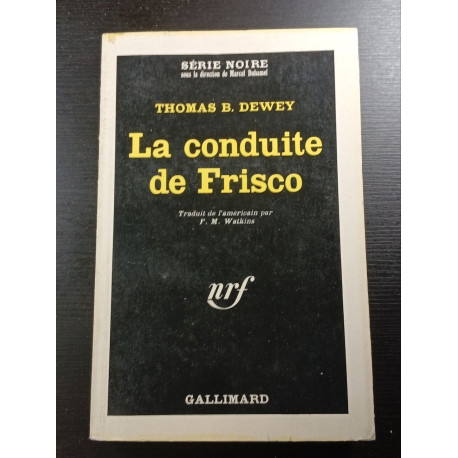 SÉRIE NOIRE
sous la direction de Marcel Duhamel
THOMAS B. DEWEY
La conduite
de Frisco
Traduit de l'américain par
F. M. Watkins
nrf
GALLIMARD